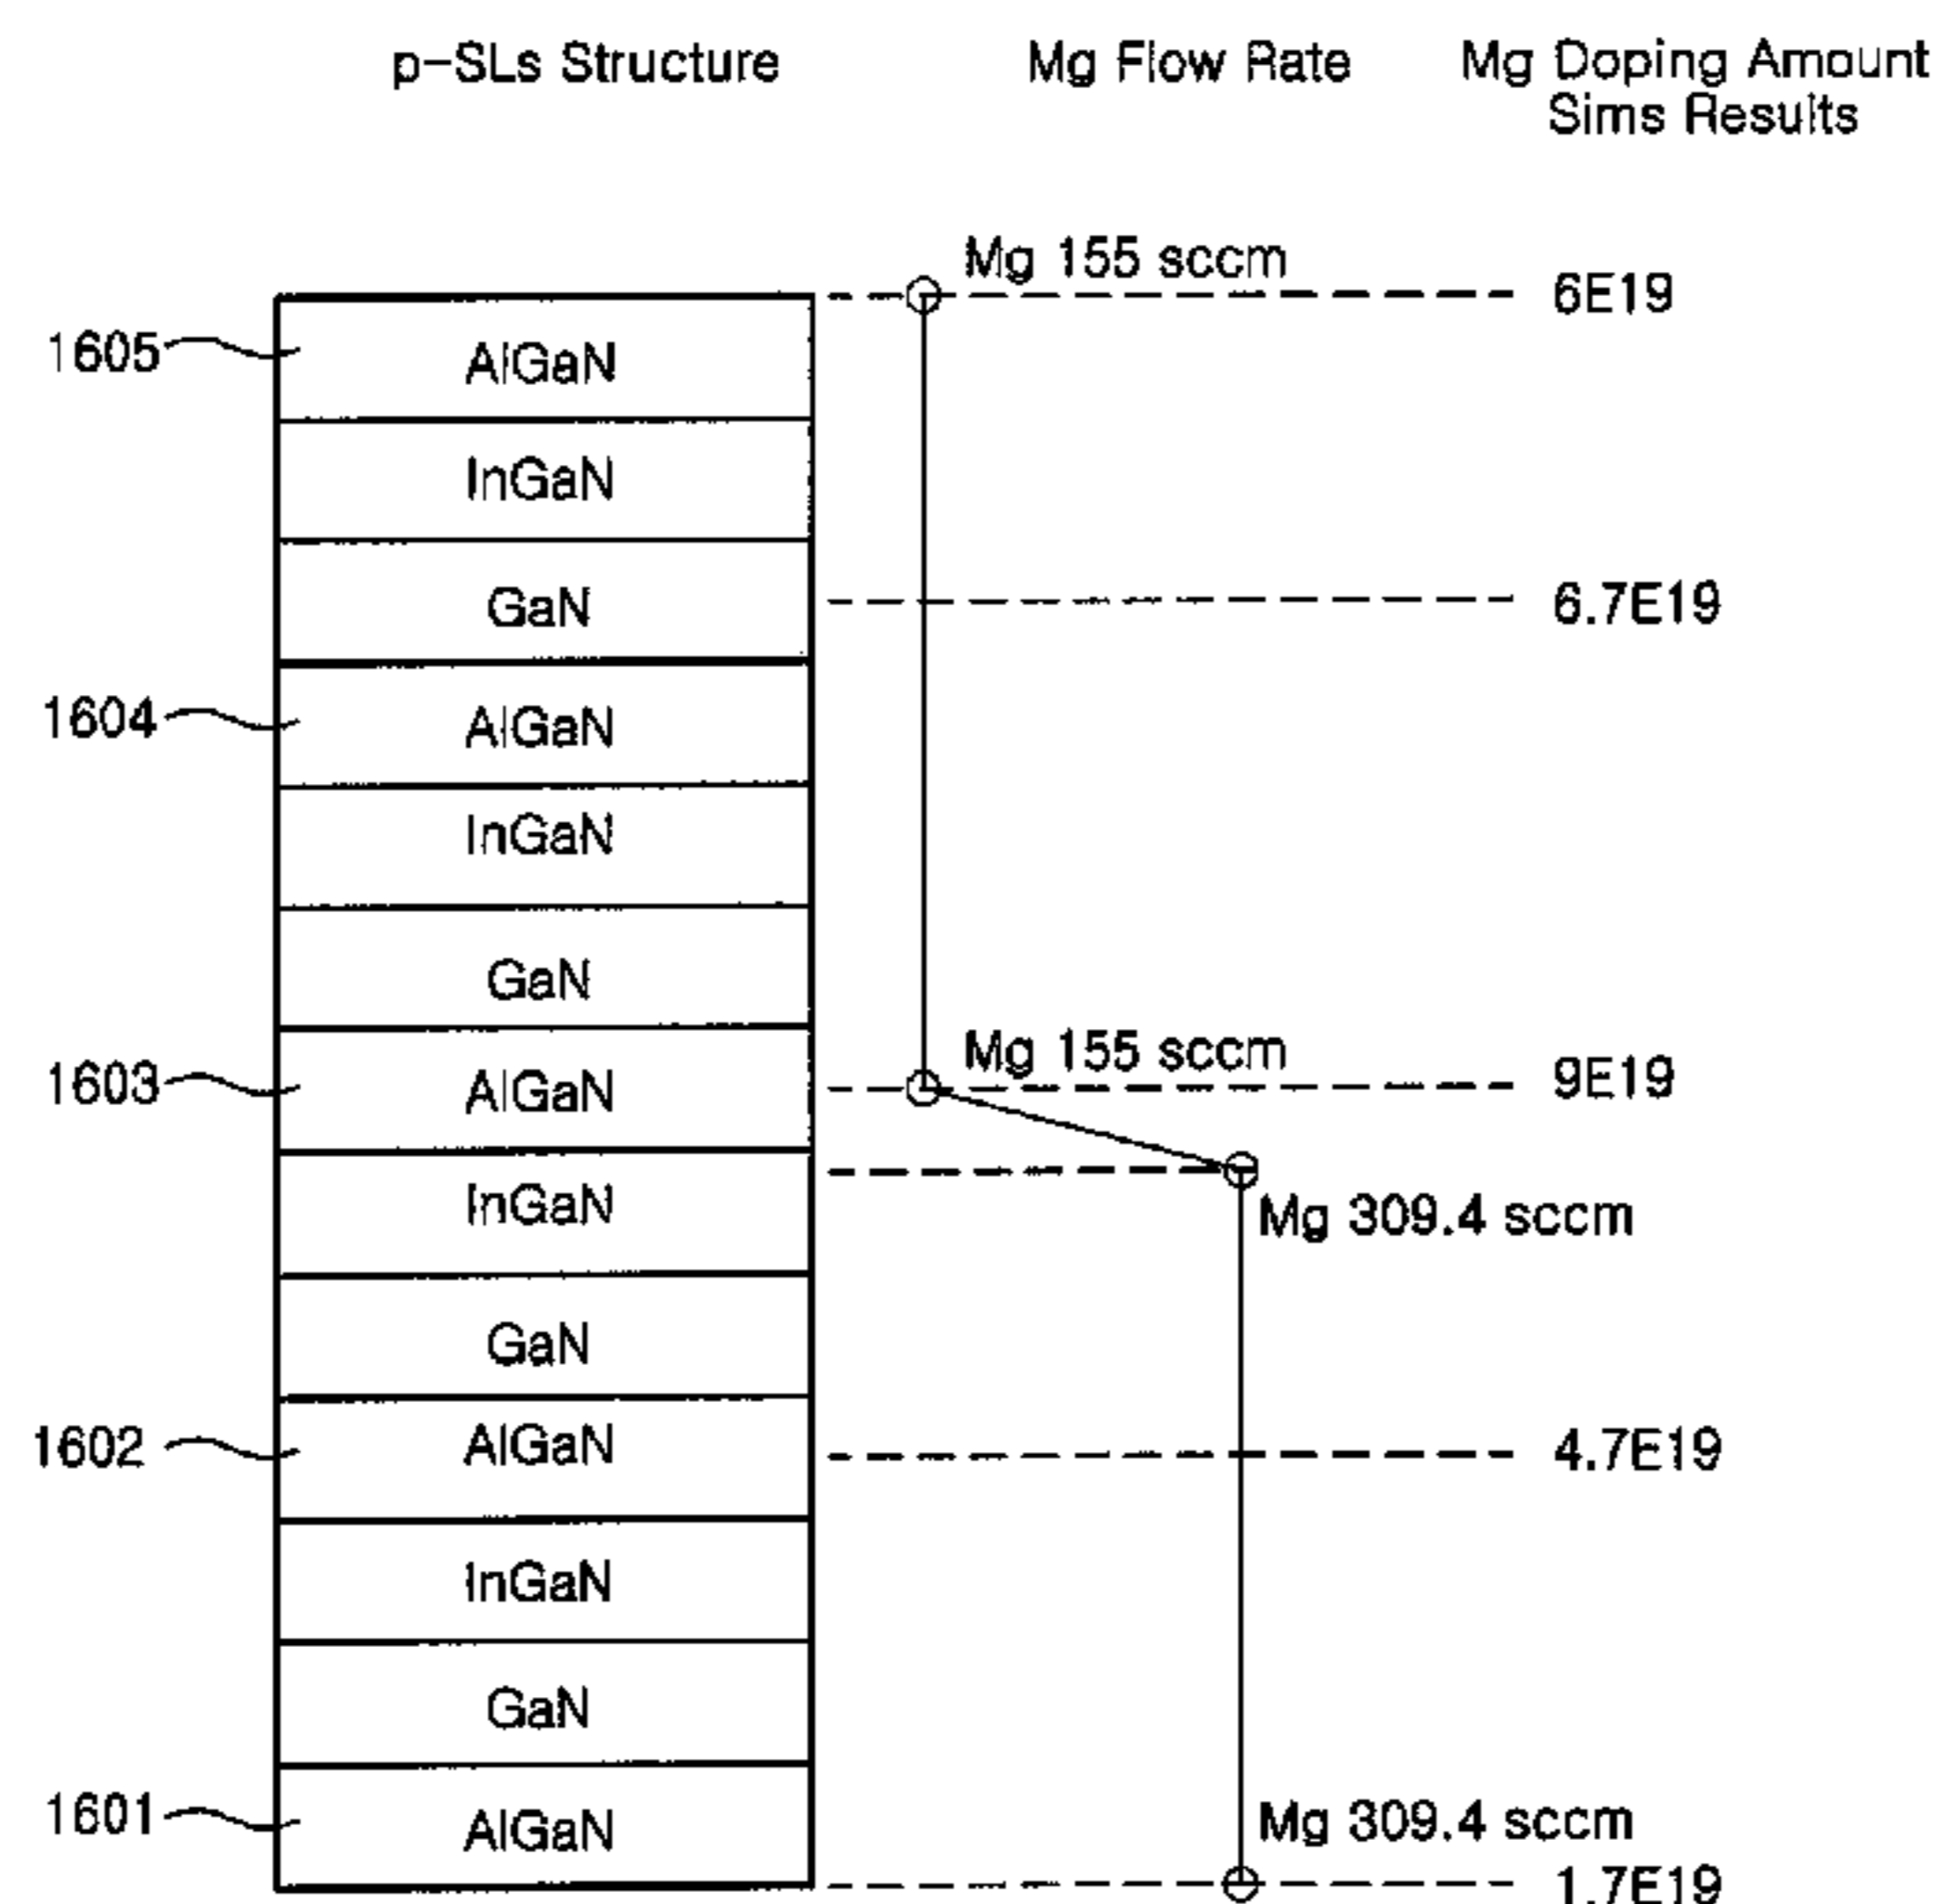 p-SLs Structure
Mg Flow Rate
Mg Doping Amount
Sims Results
Mg 155 sccm
6E19
1605
AlGaN
InGaN
GaN
6.7E19
1604
AlGaN
InGaN
GaN
Mg 155 sccm
1603
AlGaN
9E19
InGaN
Mg 309.4 sccm
GaN
1602
AlGaN
4.7E19
InGaN
GaN
1601
AlGaN
Mg 309.4 sccm
1.7E19